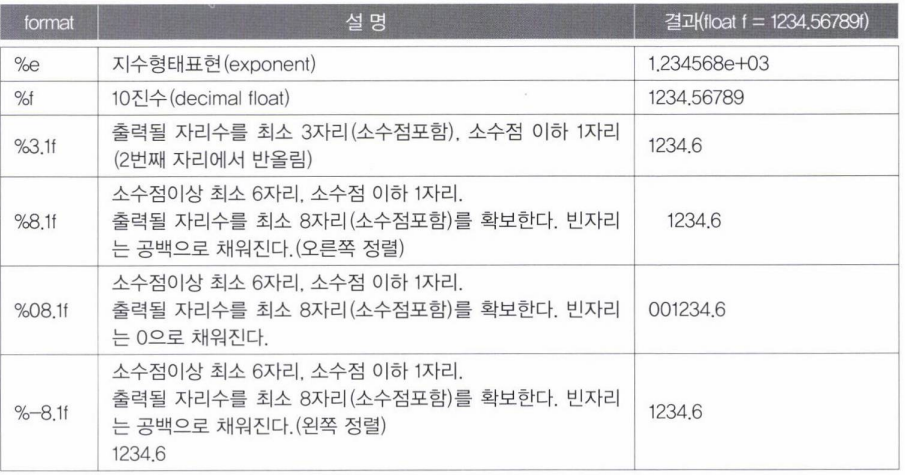 format 설 명 결과(float f = 1234.56789f)
%e 지수형태표현(exponent) 1.234568e+03
%f 10진수(decimal float) 1234.56789
%3.1f 출력될 자리수를 최소 3자리(소수점포함), 소수점 이하 1자리 1234.6
(2번째 자리에서 반올림)
소수점이상 최소 6자리, 소수점 이하 1자리.
%8.1f 출력될 자리수를 최소 8자리(소수점포함)를 확보한다. 빈자리 1234.6
는 공백으로 채워진다.(오른쪽 정렬)
소수점이상 최소 6자리, 소수점 이하 1자리.
%08.1f 출력될 자리수를 최소 8자리(소수점포함)를 확보한다. 빈자리 001234.6
는 0으로 채워진다.
소수점이상 최소 6자리, 소수점 이하 1자리.
%-8.1f 출력될 자리수를 최소 8자리(소수점포함)를 확보한다. 빈자리 1234.6
는 공백으로 채워진다.(왼쪽 정렬)
1234.6